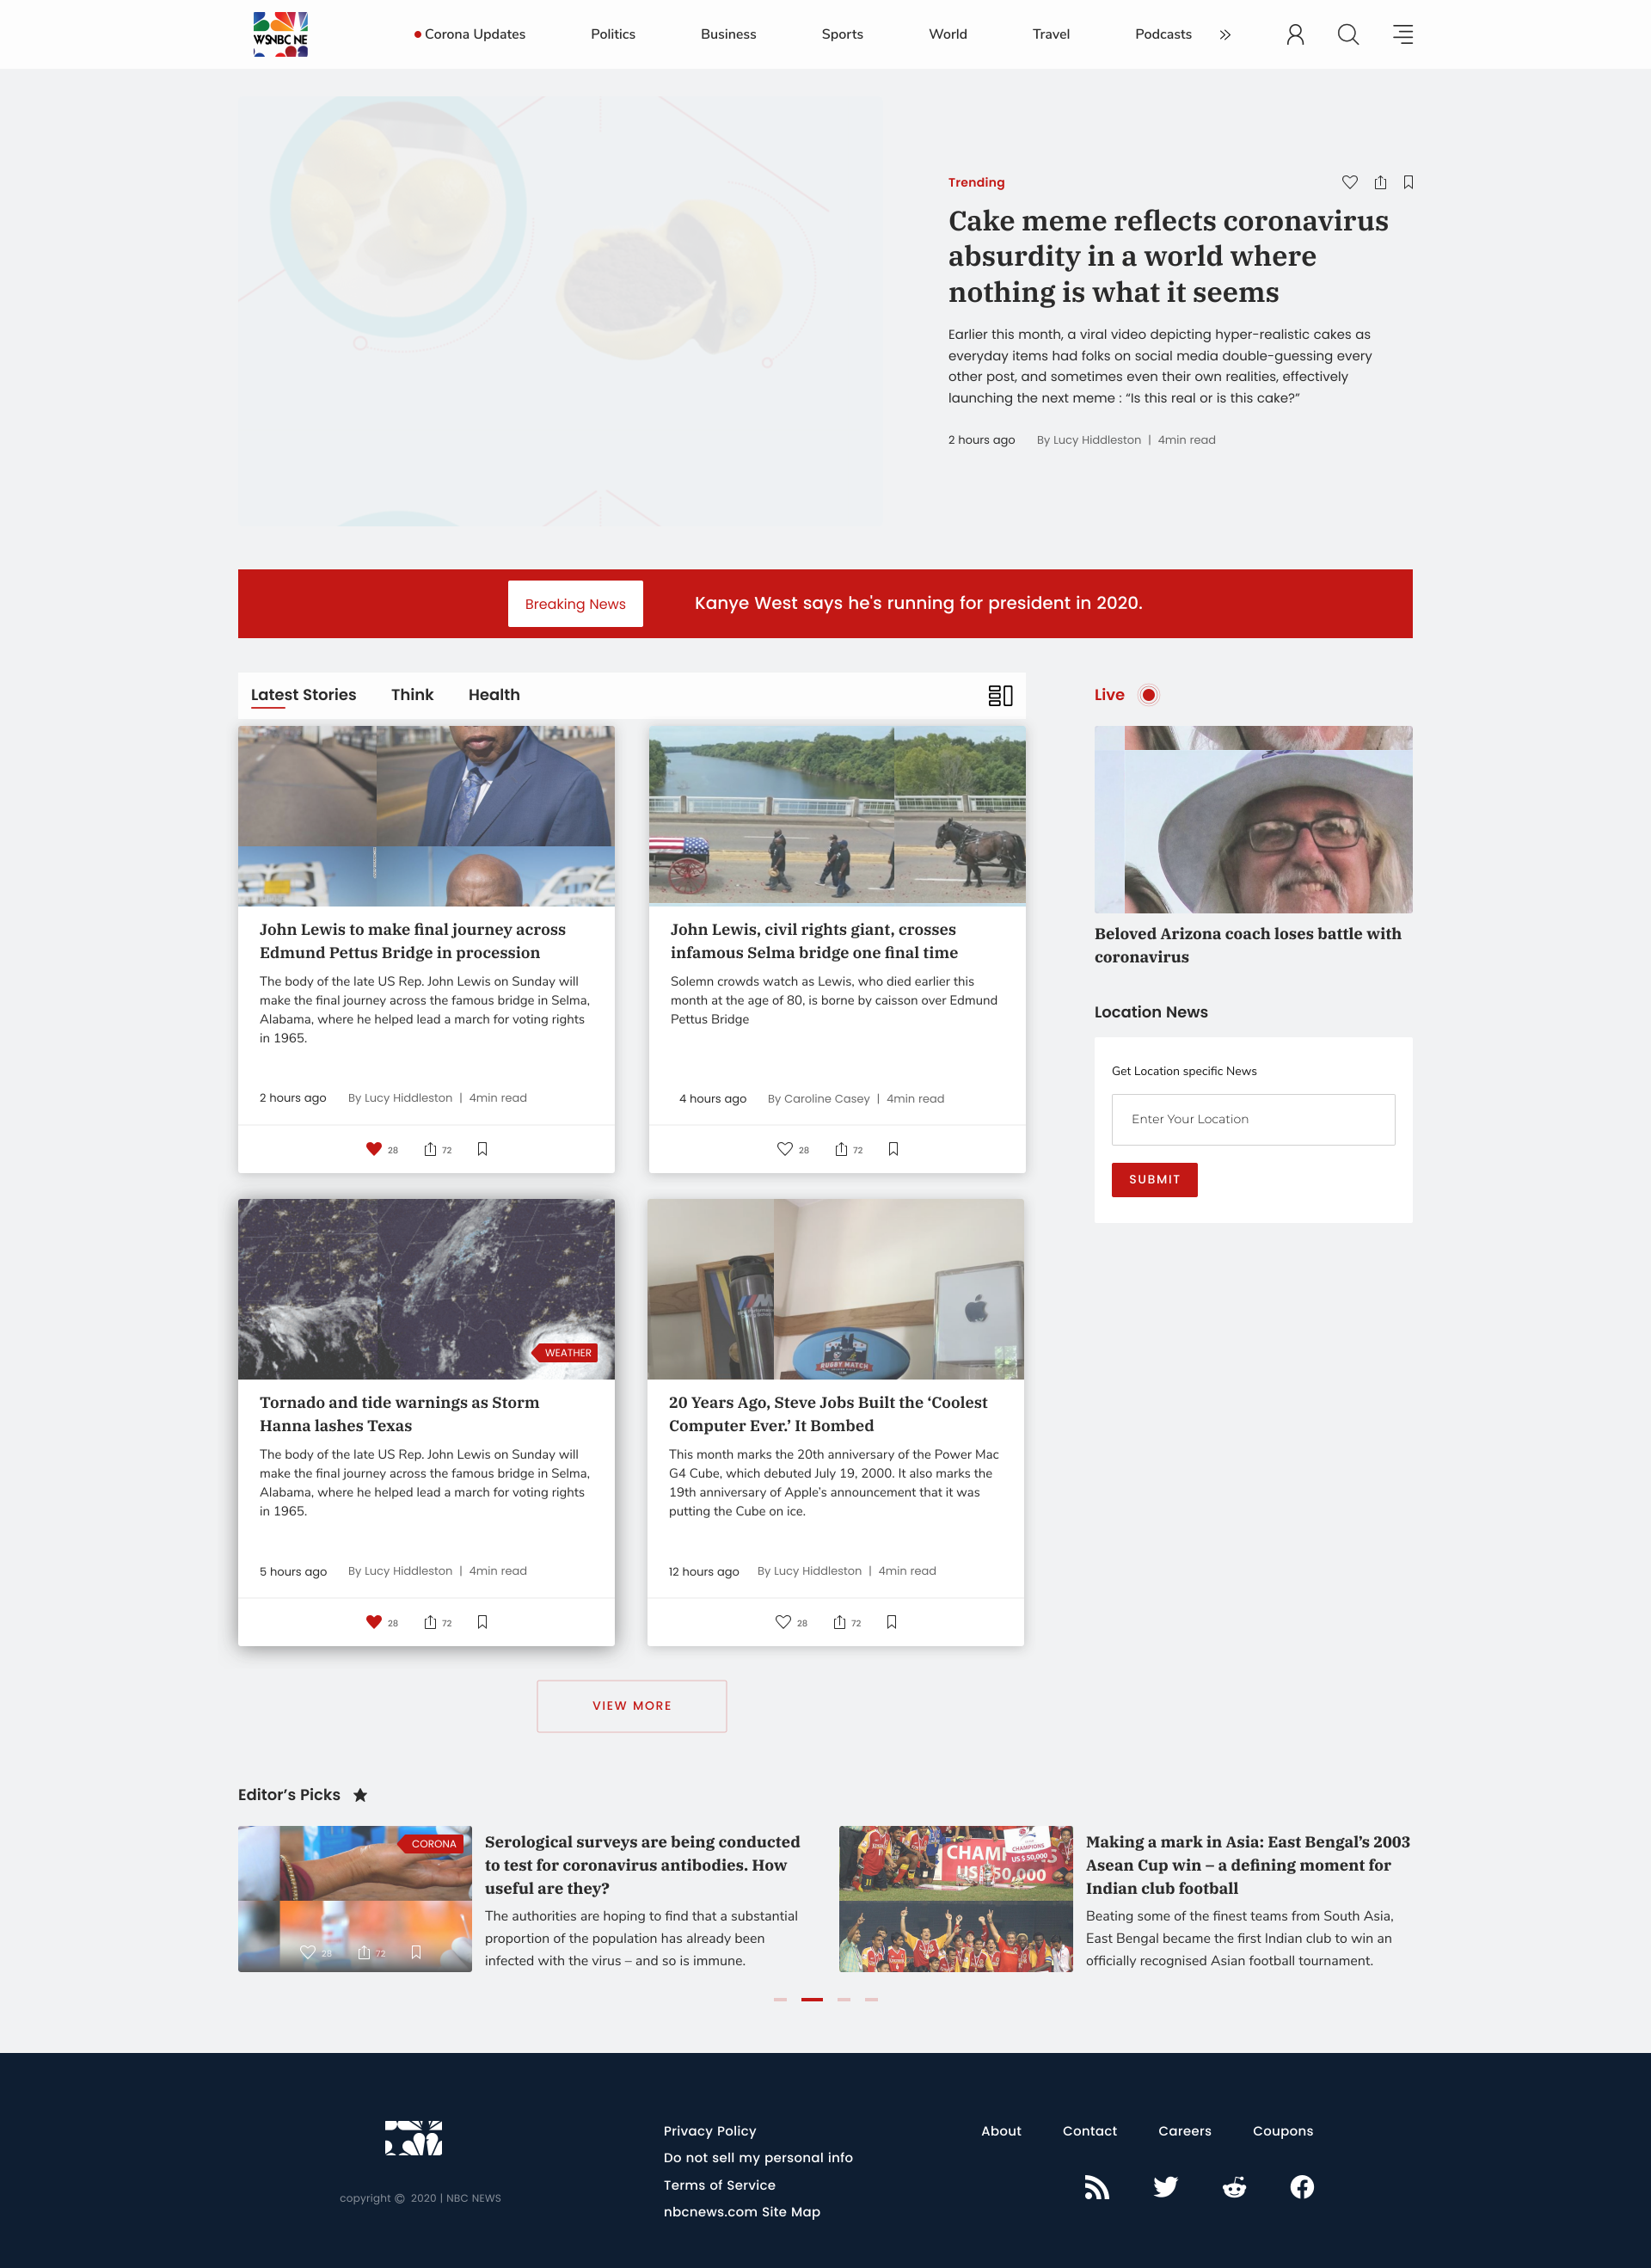 WSNBC NE
Corona Updates Politics Business Sports World Travel Podcasts
Trending
Cake meme reflects coronavirus
absurdity in a world where
nothing is what it seems
Earlier this month, a viral video depicting hyper-realistic cakes as
everyday items had folks on social media double-guessing every
other post, and sometimes even their own realities, effectively
launching the next meme : “Is this real or is this cake?”
2 hours ago By Lucy Hiddleston | 4min read
Breaking News Kanye West says he's running for president in 2020.
Latest Stories Think Health
Live
John Lewis to make final journey across
Edmund Pettus Bridge in procession
The body of the late US Rep. John Lewis on Sunday will
make the final journey across the famous bridge in Selma,
Alabama, where he helped lead a march for voting rights
in 1965.
2 hours ago By Lucy Hiddleston | 4min read
28 72
John Lewis, civil rights giant, crosses
infamous Selma bridge one final time
Solemn crowds watch as Lewis, who died earlier this
month at the age of 80, is borne by caisson over Edmund
Pettus Bridge
4 hours ago By Caroline Casey | 4min read
28 72
Beloved Arizona coach loses battle with
coronavirus
Location News
Get Location specific News
Enter Your Location
SUBMIT
WEATHER
Tornado and tide warnings as Storm
Hanna lashes Texas
The body of the late US Rep. John Lewis on Sunday will
make the final journey across the famous bridge in Selma,
Alabama, where he helped lead a march for voting rights
in 1965.
5 hours ago By Lucy Hiddleston | 4min read
28 72
RUGBY MATCH
20 Years Ago, Steve Jobs Built the ‘Coolest
Computer Ever.’ It Bombed
This month marks the 20th anniversary of the Power Mac
G4 Cube, which debuted July 19, 2000. It also marks the
19th anniversary of Apple’s announcement that it was
putting the Cube on ice.
12 hours ago By Lucy Hiddleston | 4min read
28 72
VIEW MORE
Editor’s Picks
CORONA
28 72
Serological surveys are being conducted
to test for coronavirus antibodies. How
useful are they?
The authorities are hoping to find that a substantial
proportion of the population has already been
infected with the virus – and so is immune.
CHAMPIONS
US $ 50,000
CHAM
US 50,000
Making a mark in Asia: East Bengal’s 2003
Asean Cup win – a defining moment for
Indian club football
Beating some of the finest teams from South Asia,
East Bengal became the first Indian club to win an
officially recognised Asian football tournament.
copyright © 2020 | NBC NEWS
Privacy Policy
Do not sell my personal info
Terms of Service
nbcnews.com Site Map
About Contact Careers Coupons